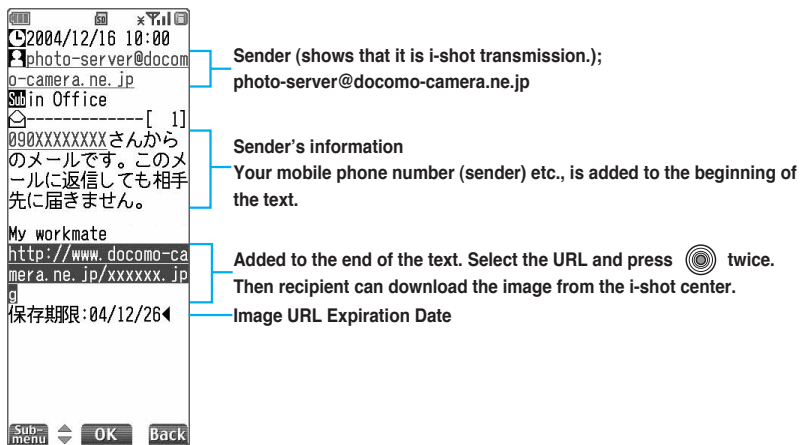 2004/12/16 10:00
photo-server@docom
o-camera.ne.jp
Sub in Office
-------------[ 1]
090XXXXXXXXさんから
のメールです。このメ
ールに返信しても相手
先に届きません。
My workmate
http://www.docomo-ca
mera.ne.jp/xxxxxx.jp
g
保存期限:04/12/26
Sub-
menu OK Back
Sender (shows that it is i-shot transmission.);
photo-server@docomo-camera.ne.jp
Sender's information
Your mobile phone number (sender) etc., is added to the beginning of
the text.
Added to the end of the text. Select the URL and press twice.
Then recipient can download the image from the i-shot center.
Image URL Expiration Date